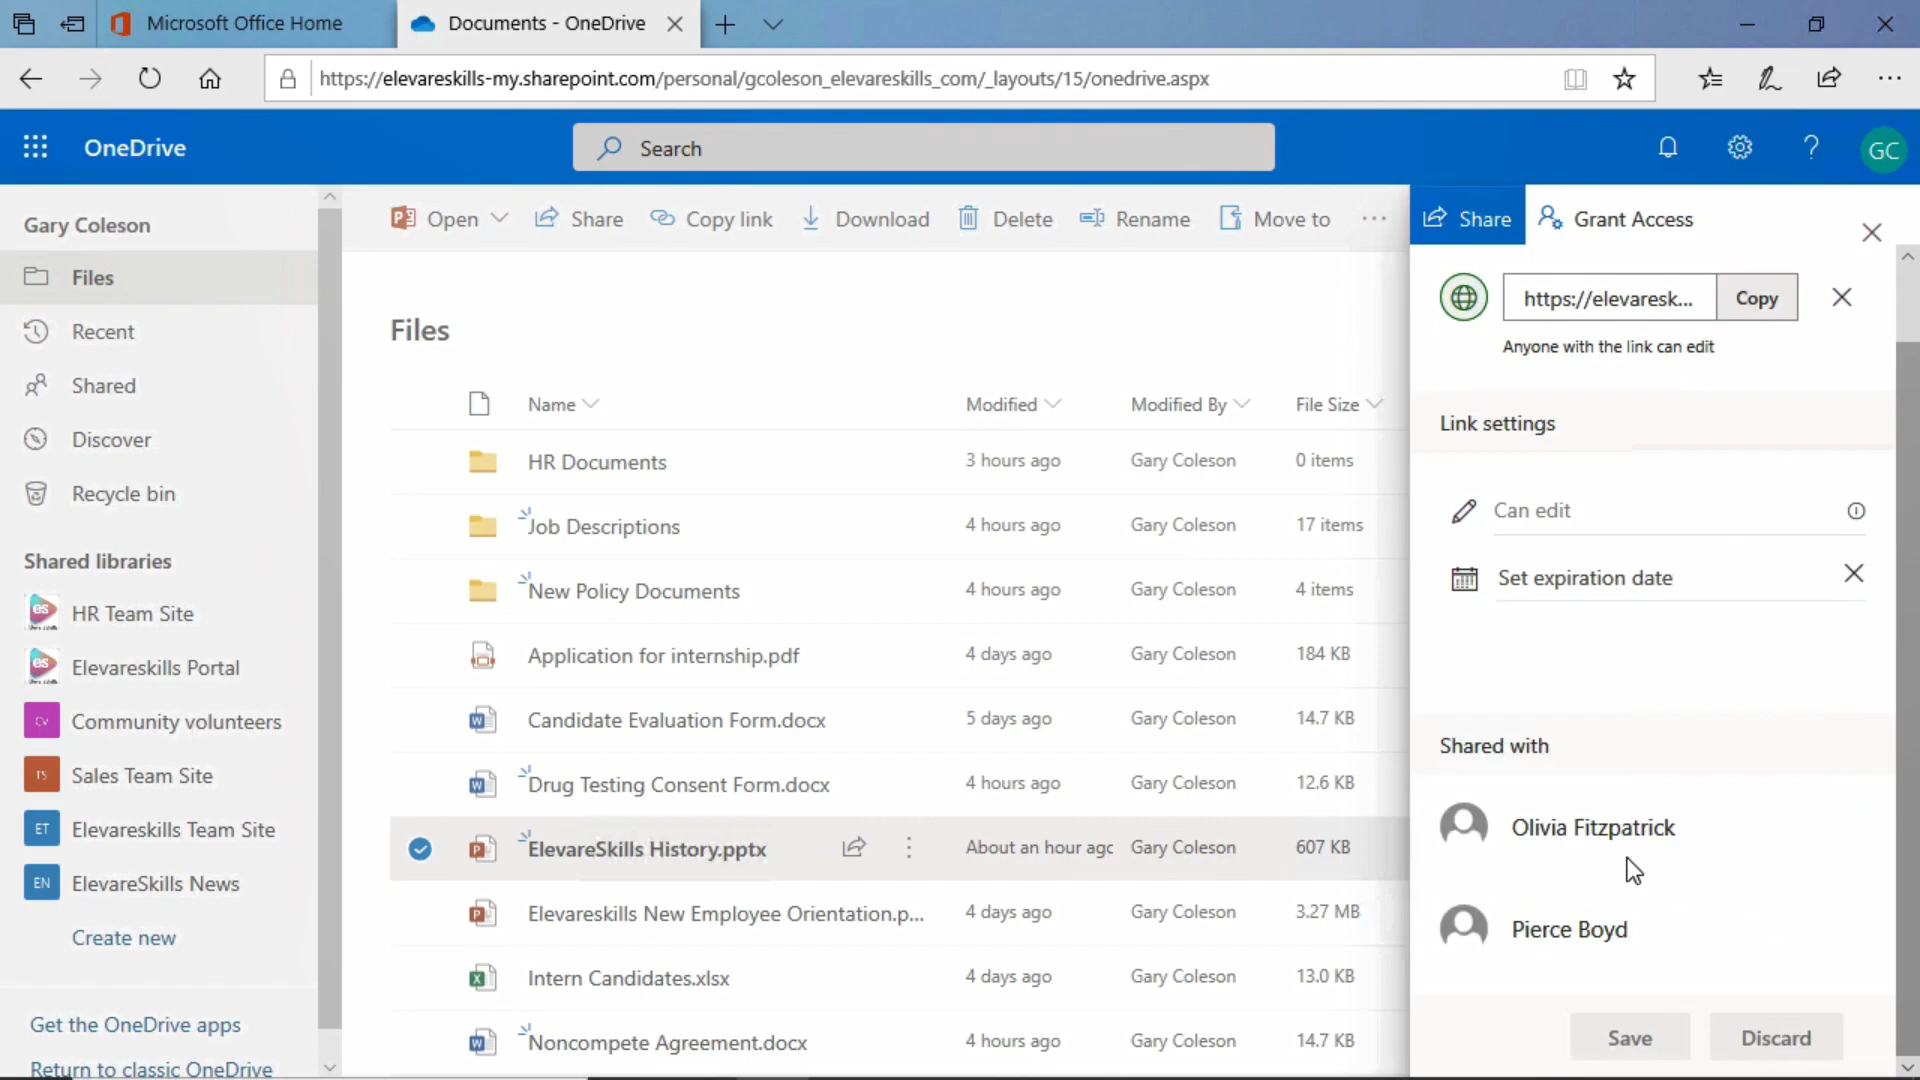 Microsoft Office Home
Documents - OneDrive
https://elevareskills-my.sharepoint.com/personal/gcoleson_elevareskills_com/_layouts/15/onedrive.aspx
OneDrive
Search
GC
Gary Coleson
Files
Recent
Shared
Discover
Recycle bin
Shared libraries
es HR Team Site
es Elevareskills Portal
CV Community volunteers
TS Sales Team Site
ET Elevareskills Team Site
EN ElevareSkills News
Create new
Get the OneDrive apps
Return to classic OneDrive
Open Share Copy link Download Delete Rename Move to
Files
Name Modified Modified By File Size
HR Documents 3 hours ago Gary Coleson 0 items
Job Descriptions 4 hours ago Gary Coleson 17 items
New Policy Documents 4 hours ago Gary Coleson 4 items
Application for internship.pdf 4 days ago Gary Coleson 184 KB
Candidate Evaluation Form.docx 5 days ago Gary Coleson 14.7 KB
Drug Testing Consent Form.docx 4 hours ago Gary Coleson 12.6 KB
ElevareSkills History.pptx About an hour agc Gary Coleson 607 KB
Elevareskills New Employee Orientation.p... 4 days ago Gary Coleson 3.27 MB
Intern Candidates.xlsx 4 days ago Gary Coleson 13.0 KB
Noncompete Agreement.docx 4 hours ago Gary Coleson 14.7 KB
Share Grant Access
https://elevaresk... Copy
Anyone with the link can edit
Link settings
Can edit
Set expiration date
Shared with
Olivia Fitzpatrick
Pierce Boyd
Save Discard